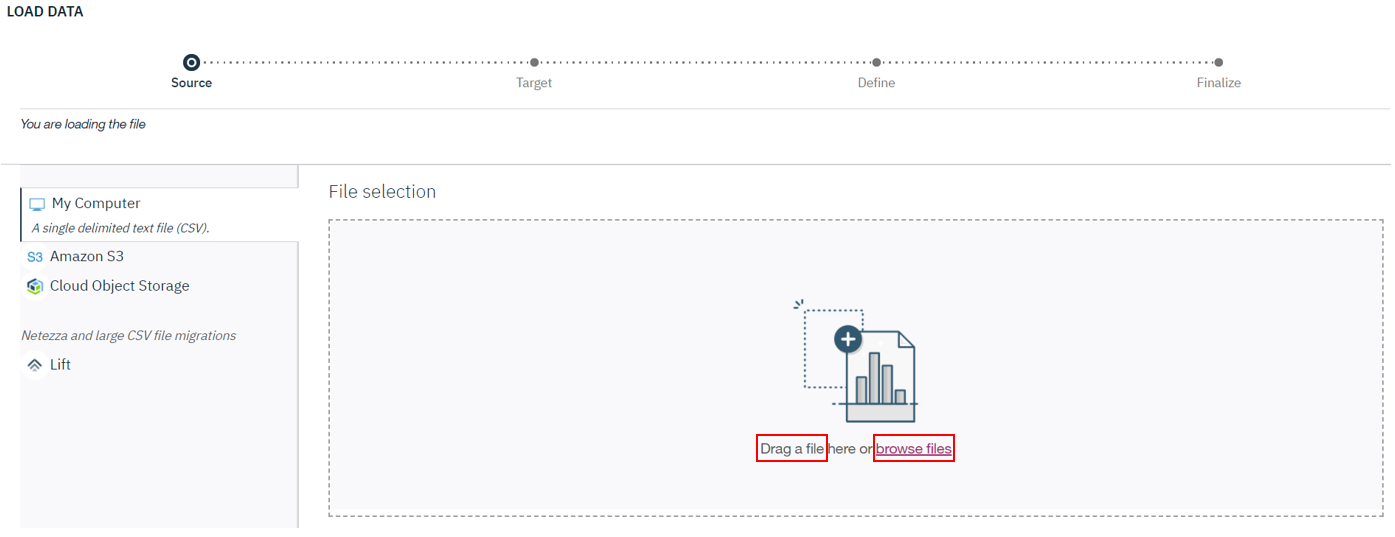 LOAD DATA
Source
Target
Define
Finalize
You are loading the file
My Computer
A single delimited text file (CSV).
S3 Amazon S3
Cloud Object Storage
Netezza and large CSV file migrations
Lift
File selection
Drag a file here or browse files